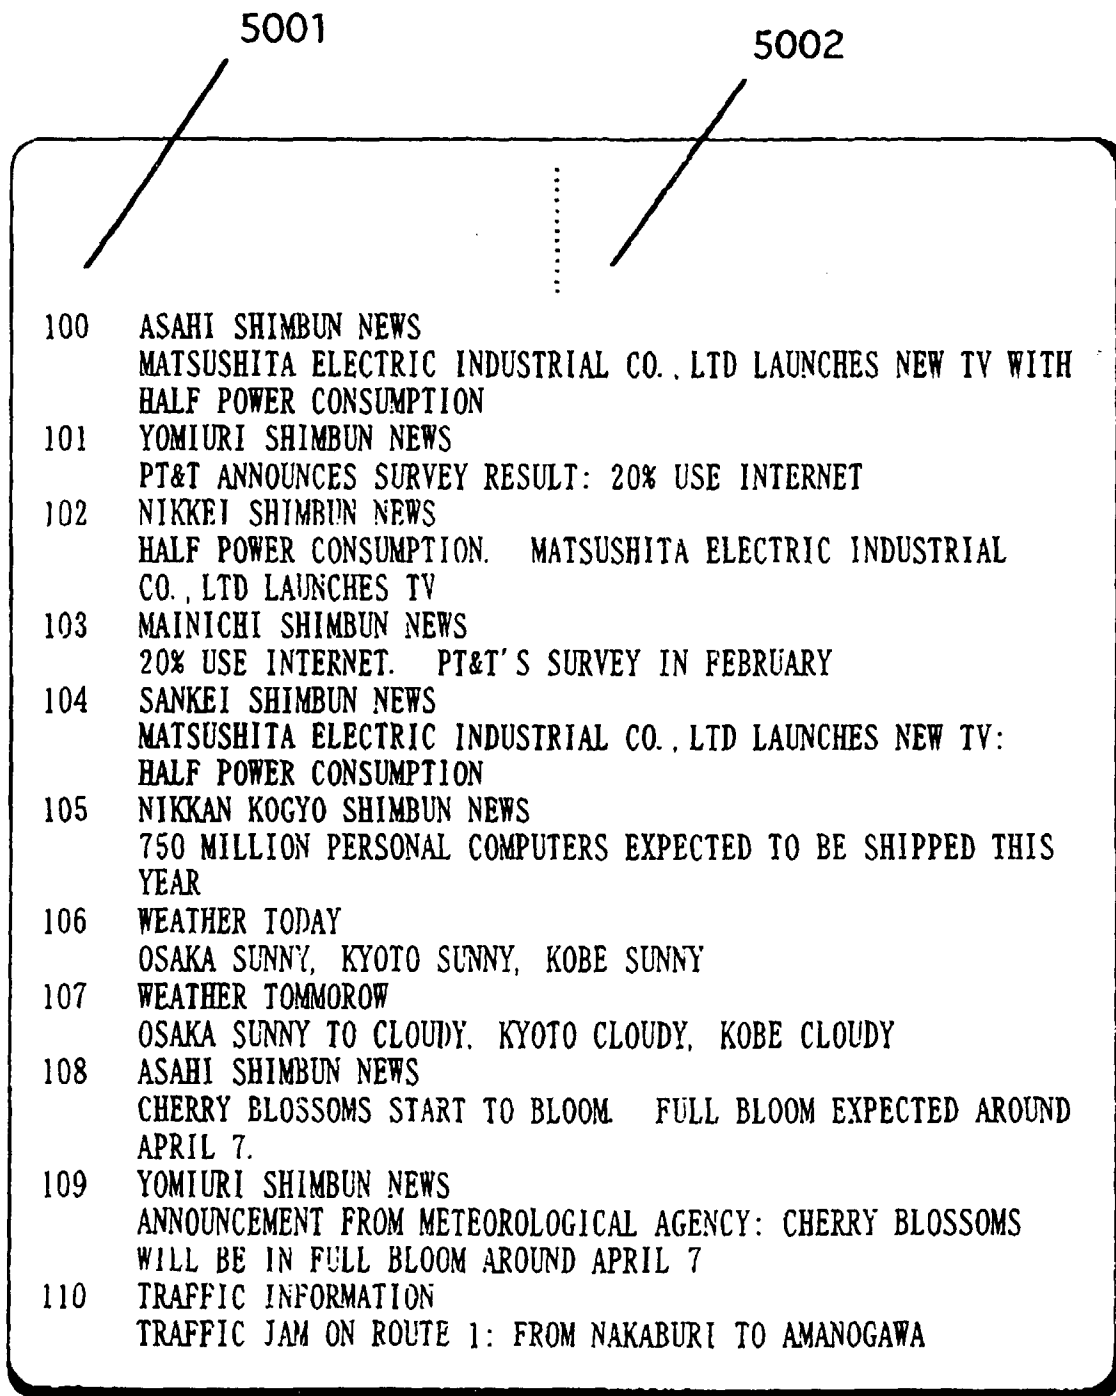 5001
5002
100 ASAHI SHIMBUN NEWS
MATSUSHITA ELECTRIC INDUSTRIAL CO., LTD LAUNCHES NEW TV WITH
HALF POWER CONSUMPTION
101 YOMIURI SHIMBUN NEWS
PT&T ANNOUNCES SURVEY RESULT: 20% USE INTERNET
102 NIKKEI SHIMBUN NEWS
HALF POWER CONSUMPTION. MATSUSHITA ELECTRIC INDUSTRIAL
CO., LTD LAUNCHES TV
103 MAINICHI SHIMBUN NEWS
20% USE INTERNET. PT&T'S SURVEY IN FEBRUARY
104 SANKEI SHIMBUN NEWS
MATSUSHITA ELECTRIC INDUSTRIAL CO., LTD LAUNCHES NEW TV:
HALF POWER CONSUMPTION
105 NIKKAN KOGYO SHIMBUN NEWS
750 MILLION PERSONAL COMPUTERS EXPECTED TO BE SHIPPED THIS
YEAR
106 WEATHER TODAY
OSAKA SUNNY, KYOTO SUNNY, KOBE SUNNY
107 WEATHER TOMMOROW
OSAKA SUNNY TO CLOUDY. KYOTO CLOUDY, KOBE CLOUDY
108 ASAHI SHIMBUN NEWS
CHERRY BLOSSOMS START TO BLOOM. FULL BLOOM EXPECTED AROUND
APRIL 7.
109 YOMIURI SHIMBUN NEWS
ANNOUNCEMENT FROM METEOROLOGICAL AGENCY: CHERRY BLOSSOMS
WILL BE IN FULL BLOOM AROUND APRIL 7
110 TRAFFIC INFORMATION
TRAFFIC JAM ON ROUTE 1: FROM NAKABURI TO AMANOGAWA